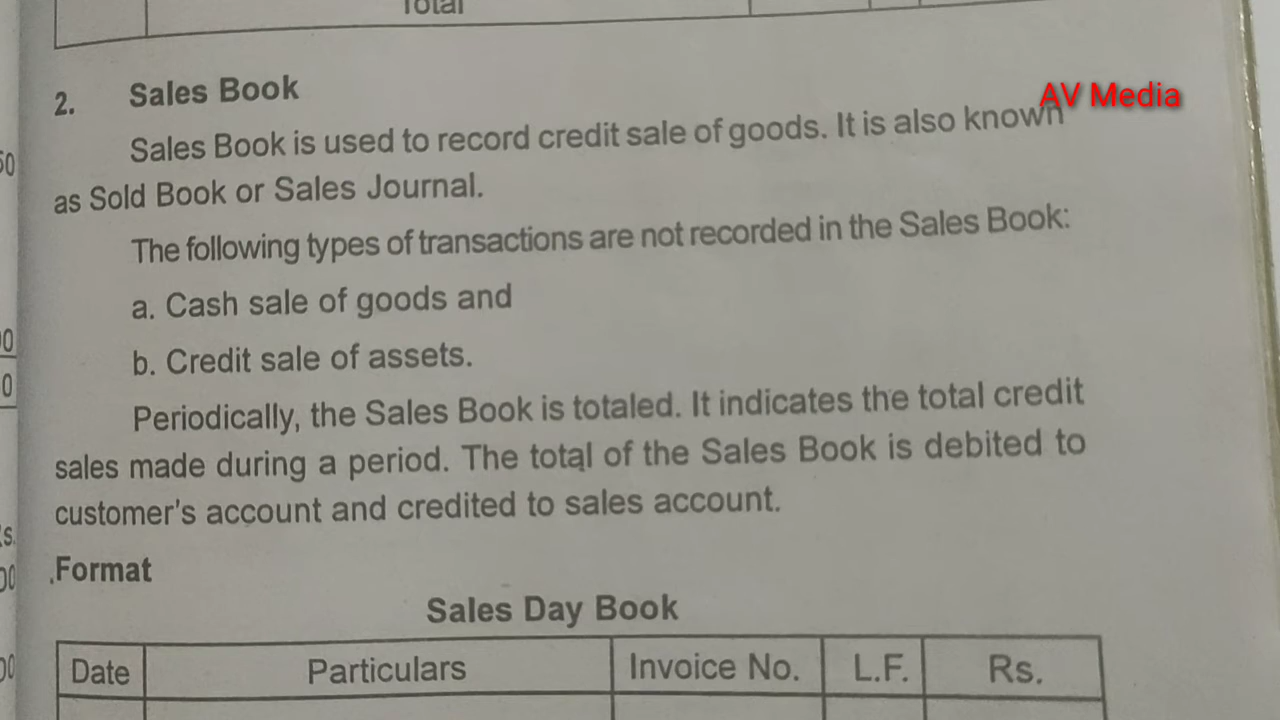 Total
2. Sales Book
AV Media
Sales Book is used to record credit sale of goods. It is also known
as Sold Book or Sales Journal.
The following types of transactions are not recorded in the Sales Book:
a. Cash sale of goods and
b. Credit sale of assets.
Periodically, the Sales Book is totaled. It indicates the total credit
sales made during a period. The total of the Sales Book is debited to
customer's account and credited to sales account.
Format
Sales Day Book
Date Particulars Invoice No. L.F. Rs.